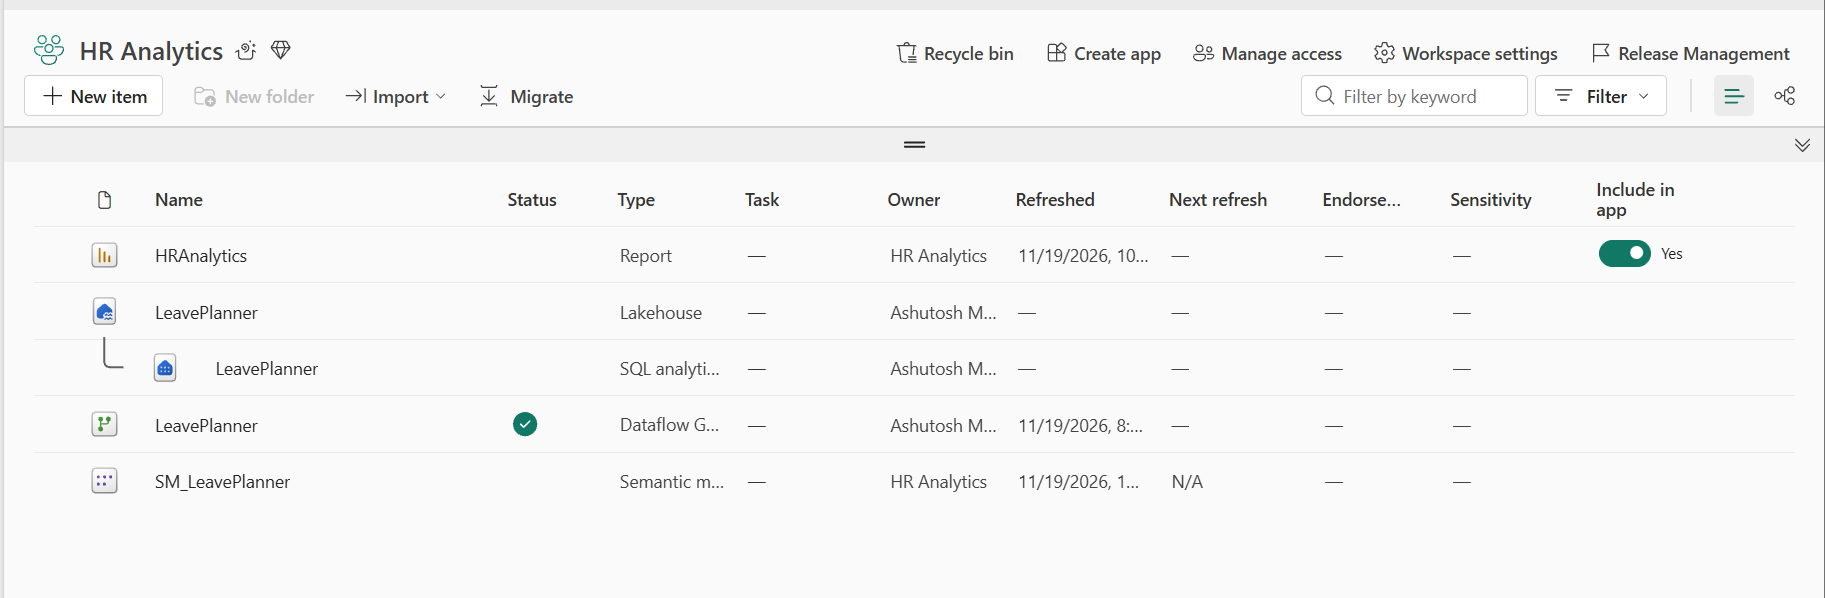 HR Analytics
Recycle bin Create app Manage access Workspace settings Release Management
New item New folder Import Migrate Filter by keyword Filter
Name Status Type Task Owner Refreshed Next refresh Endorse... Sensitivity Include in app
HRAnalytics Report — HR Analytics 11/19/2026, 10... — — — Yes
LeavePlanner Lakehouse — Ashutosh M... — — — —
LeavePlanner SQL analyti... — Ashutosh M... — — — —
LeavePlanner Dataflow G... — Ashutosh M... 11/19/2026, 8:... — — —
SM_LeavePlanner Semantic m... — HR Analytics 11/19/2026, 1... N/A — —